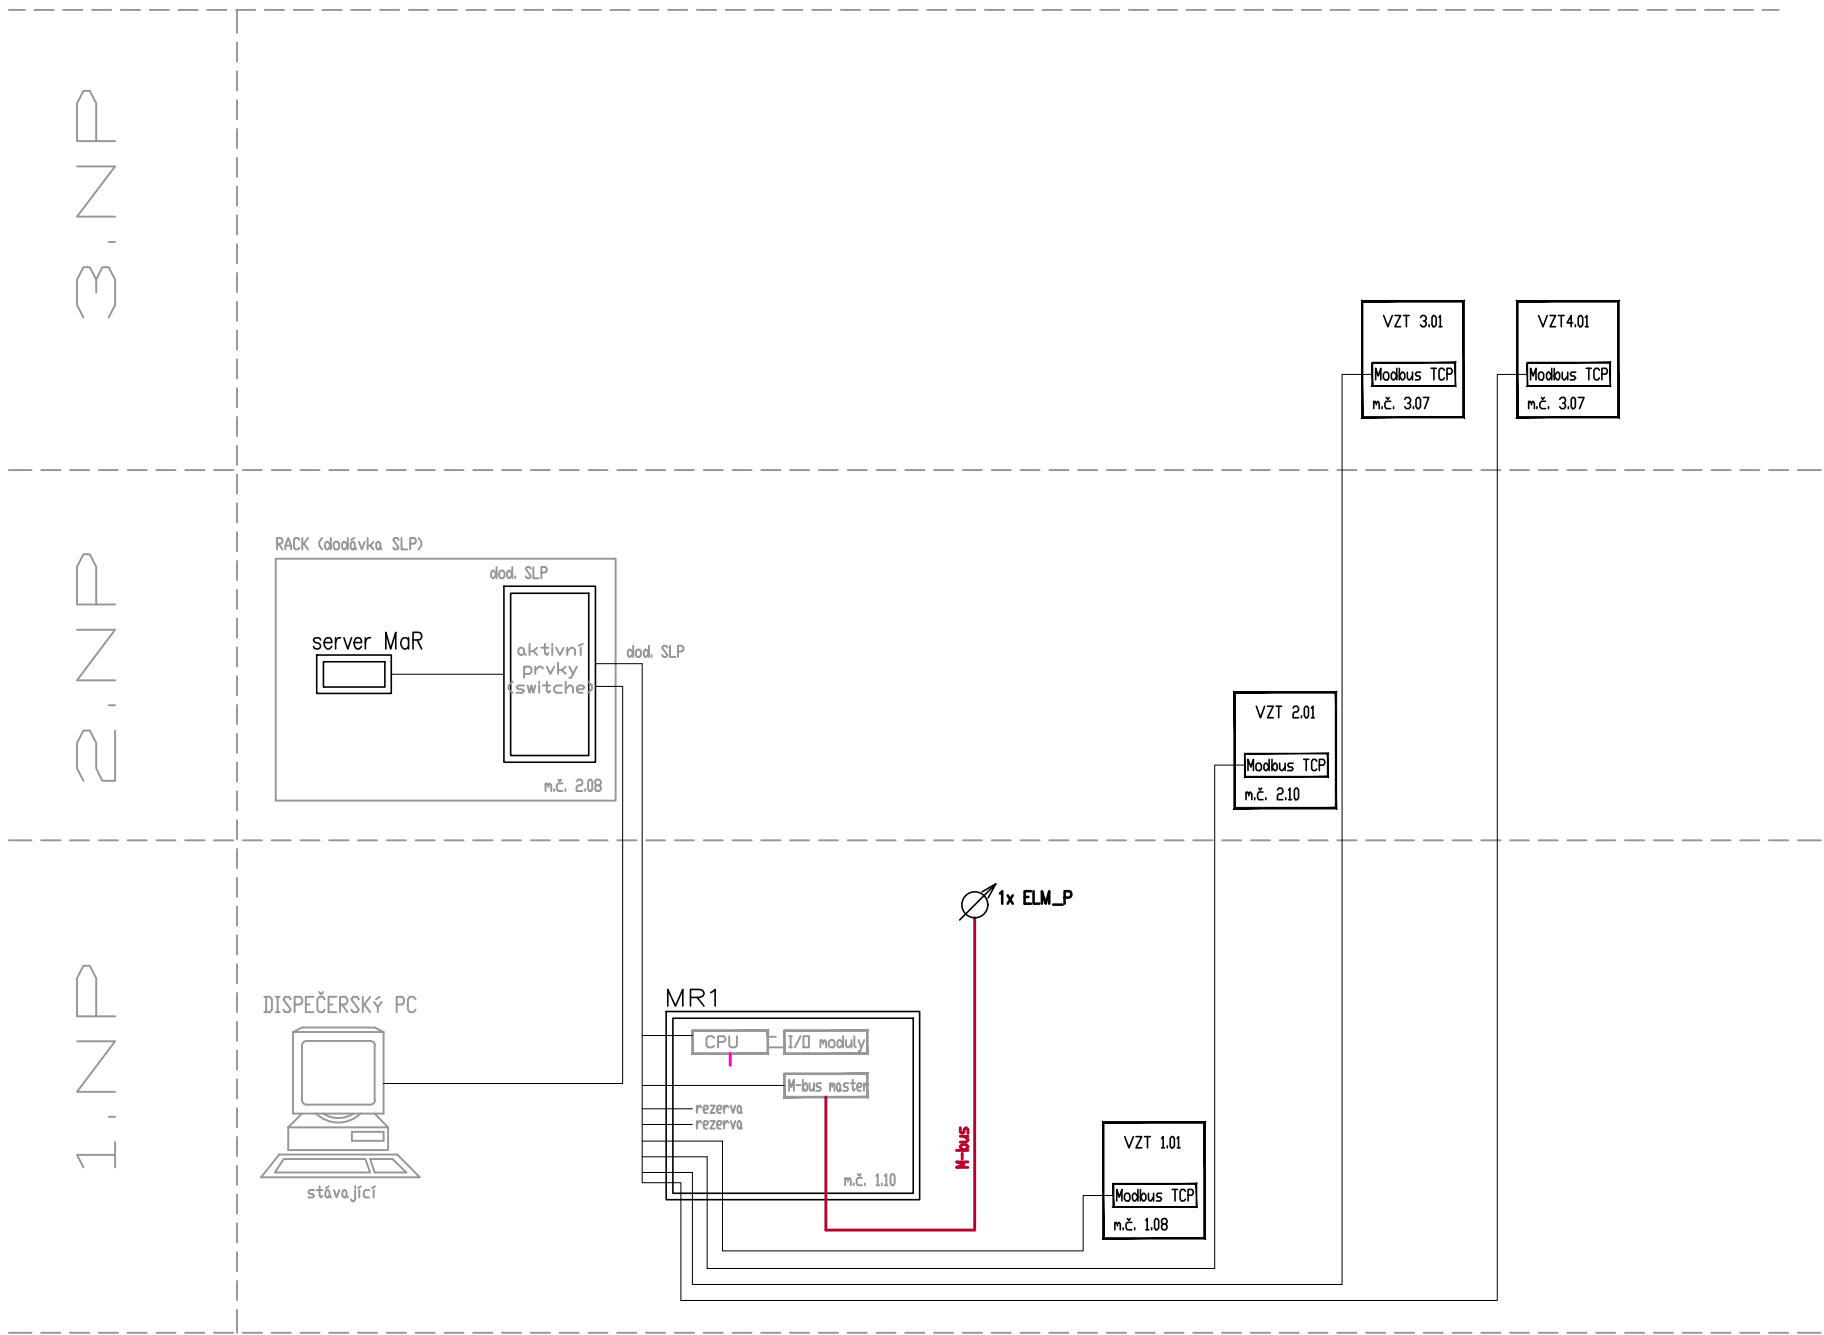 3.NP
VZT 3.01
Modbus TCP
m.č. 3.07
VZT4.01
Modbus TCP
m.č. 3.07
2.NP
RACK (dodávka SLP)
dod. SLP
server MaR
aktivní
prvky
(switche)
dod. SLP
m.č. 2.08
VZT 2.01
Modbus TCP
m.č. 2.10
1.NP
DISPEČERSKÝ PC
stávající
1x ELM_P
MR1
CPU
I/O moduly
M-bus master
rezerva
rezerva
m.č. 1.10
M-bus
VZT 1.01
Modbus TCP
m.č. 1.08